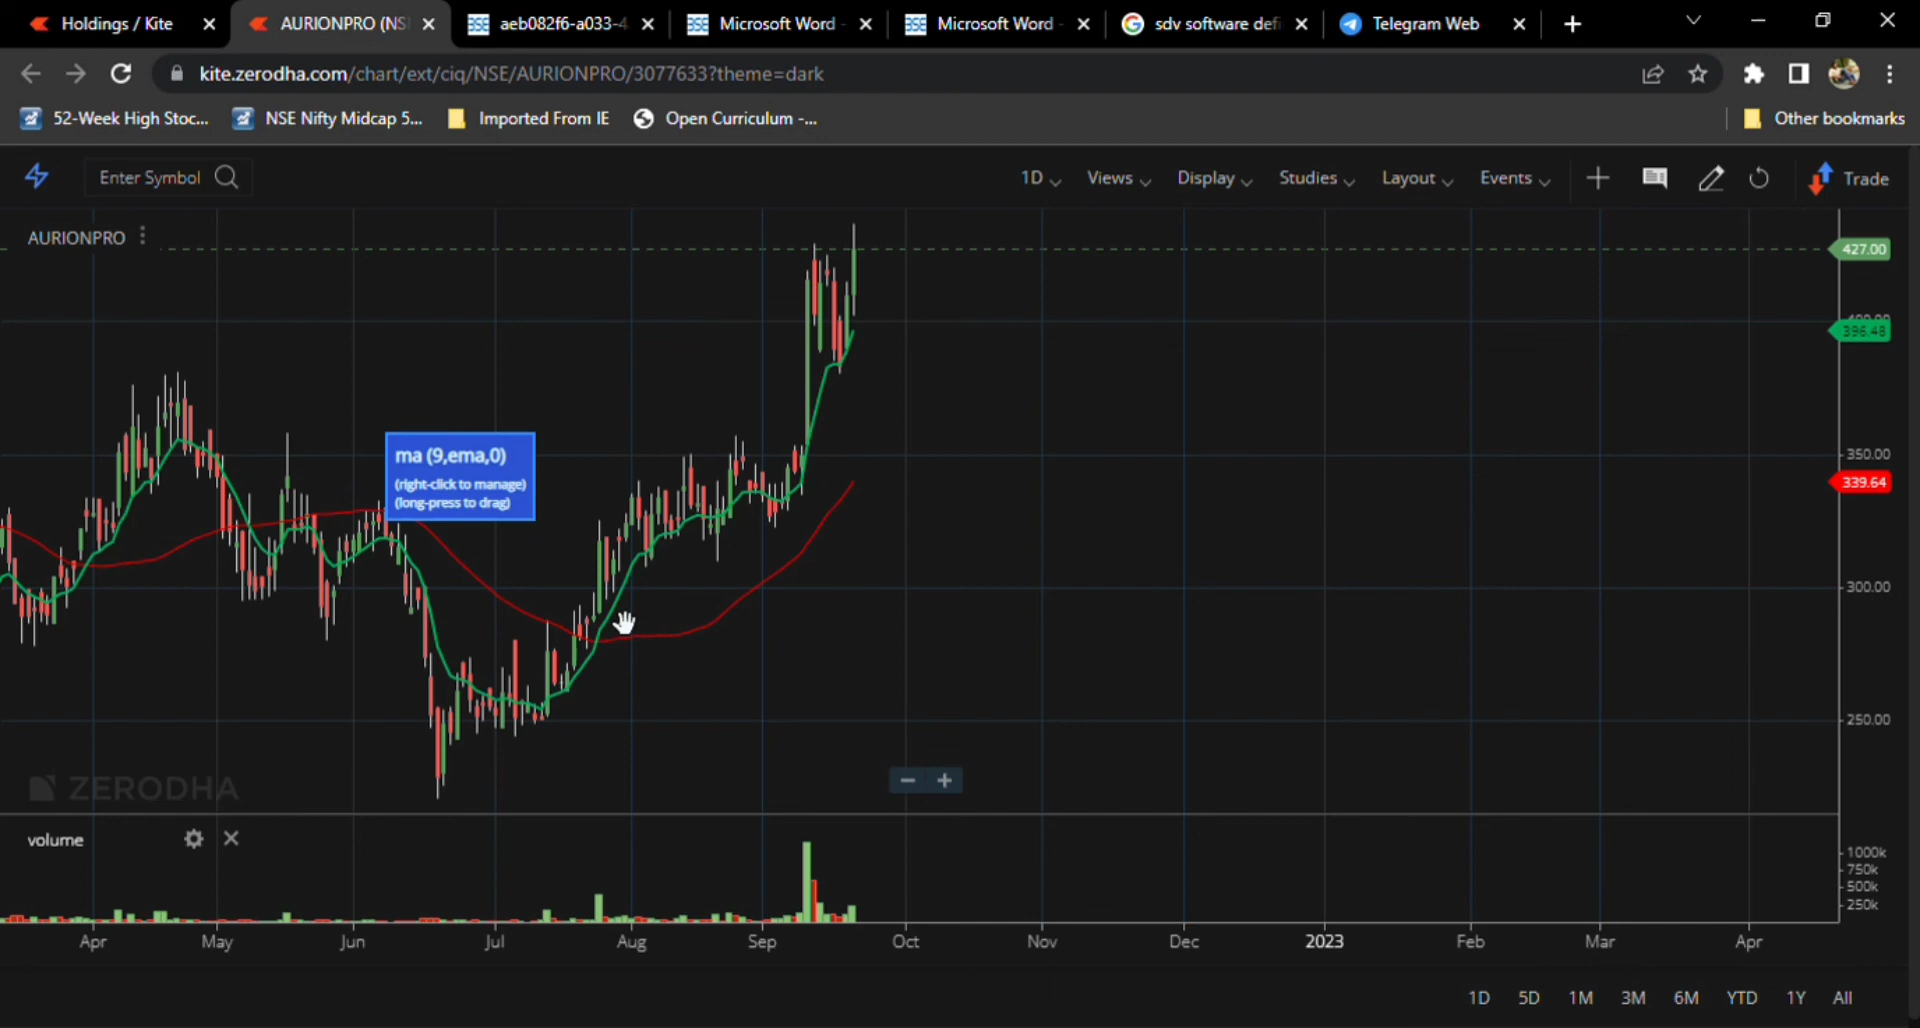 Holdings / Kite
AURIONPRO (NS
aeb082f6-a033-4
Microsoft Word -
Microsoft Word -
sdv software defi
Telegram Web
kite.zerodha.com/chart/ext/ciq/NSE/AURIONPRO/3077633?theme=dark
52-Week High Stoc...
NSE Nifty Midcap 5...
Imported From IE
Open Curriculum -...
Other bookmarks
Enter Symbol
1D
Views
Display
Studies
Layout
Events
Trade
AURIONPRO
427.00
400.00
396.48
ma (9,ema,0)
(right-click to manage)
(long-press to drag)
350.00
339.64
300.00
250.00
ZERODHA
volume
1000k
750k
500k
250k
Apr
May
Jun
Jul
Aug
Sep
Oct
Nov
Dec
2023
Feb
Mar
Apr
1D
5D
1M
3M
6M
YTD
1Y
All